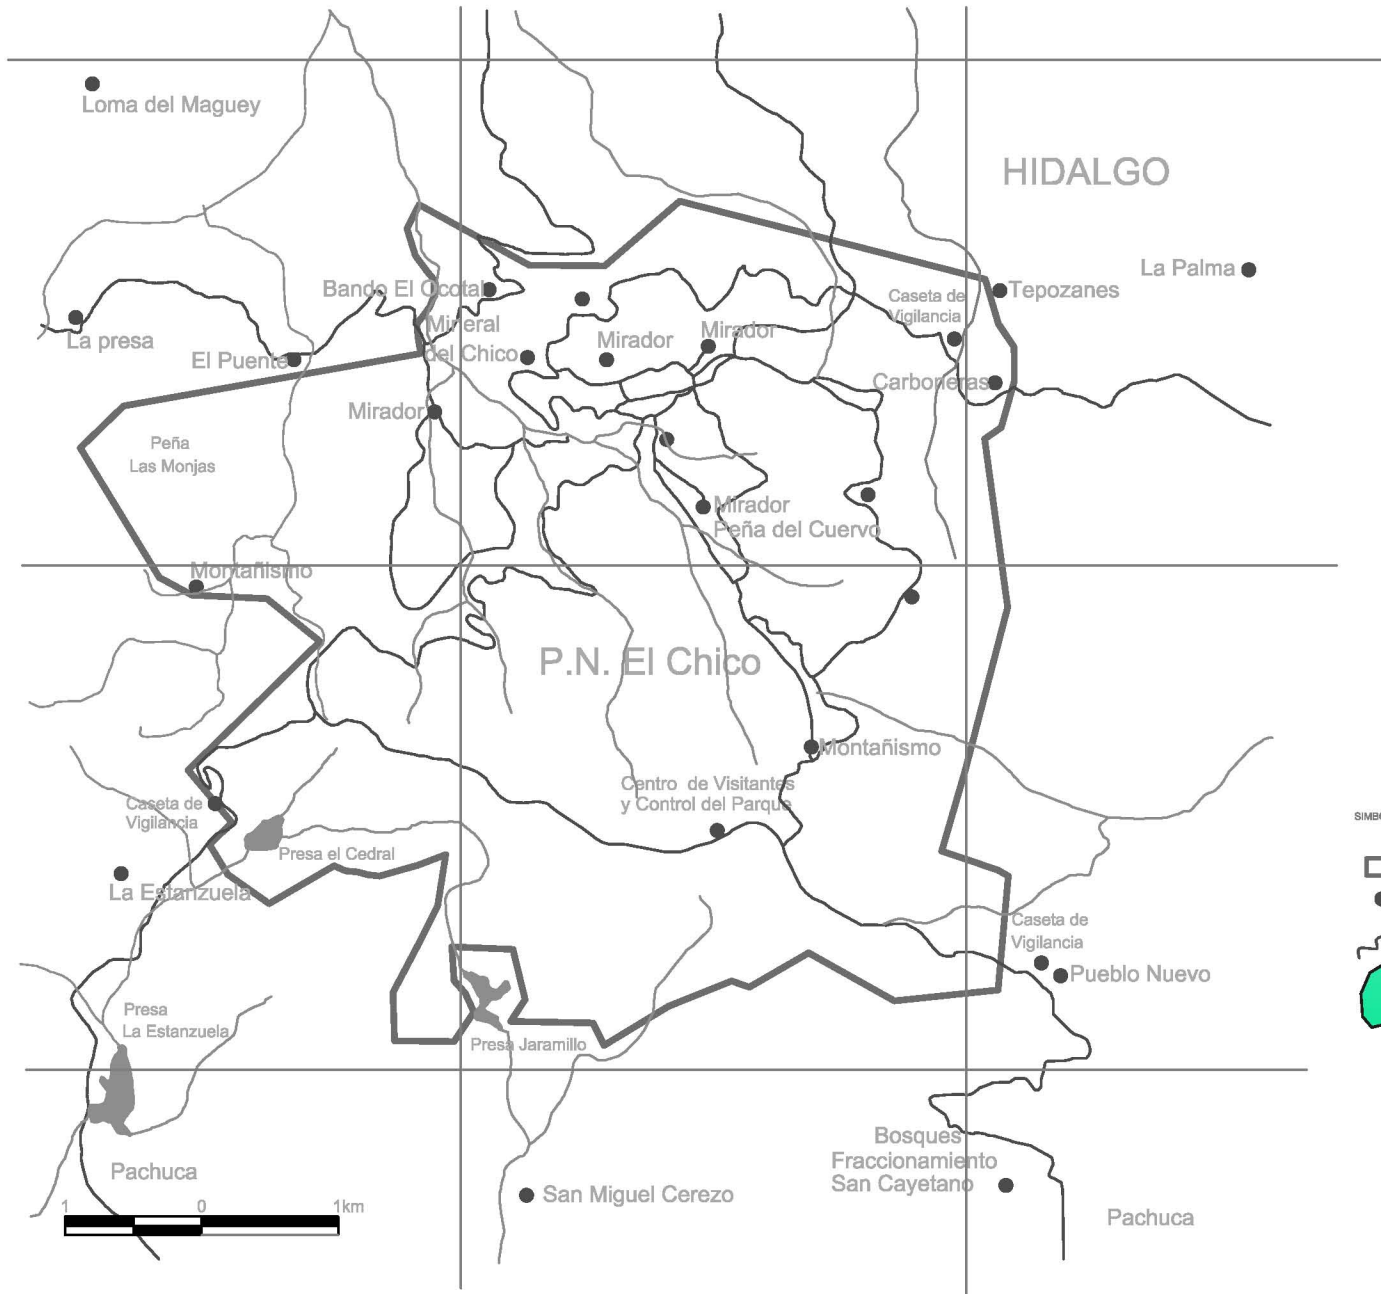 Loma del Maguey
HIDALGO
La Palma
Bando El Ocotal
Caseta de
Vigilancia
Tepozanes
La presa
El Puente
Mineral
del Chico
Mirador
Mirador
Carboneras
Mirador
Peña
Las Monjas
Mirador
Peña del Cuervo
Montañismo
P.N. El Chico
Montañismo
Centro de Visitantes
y Control del Parque
Caseta de
Vigilancia
Presa el Cedral
La Estanzuela
Caseta de
Vigilancia
Pueblo Nuevo
Presa
La Estanzuela
Presa Jaramillo
Bosques
Fraccionamiento
San Cayetano
Pachuca
San Miguel Cerezo
Pachuca
1 0 1km